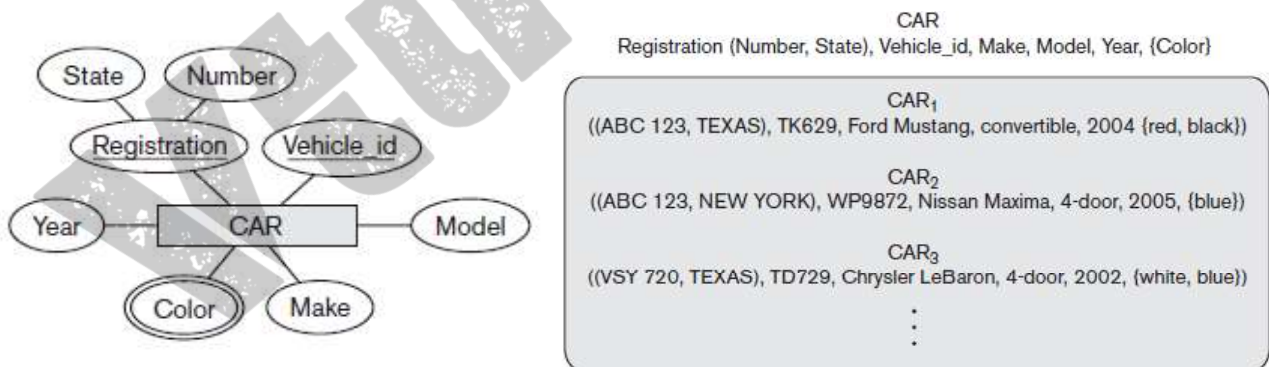 State
Number
Registration
Vehicle_id
Year
CAR
Model
Color
Make
CAR
Registration (Number, State), Vehicle_id, Make, Model, Year, {Color}
CAR1
((ABC 123, TEXAS), TK629, Ford Mustang, convertible, 2004 {red, black})
CAR2
((ABC 123, NEW YORK), WP9872, Nissan Maxima, 4-door, 2005, {blue})
CAR3
((VSY 720, TEXAS), TD729, Chrysler LeBaron, 4-door, 2002, {white, blue})